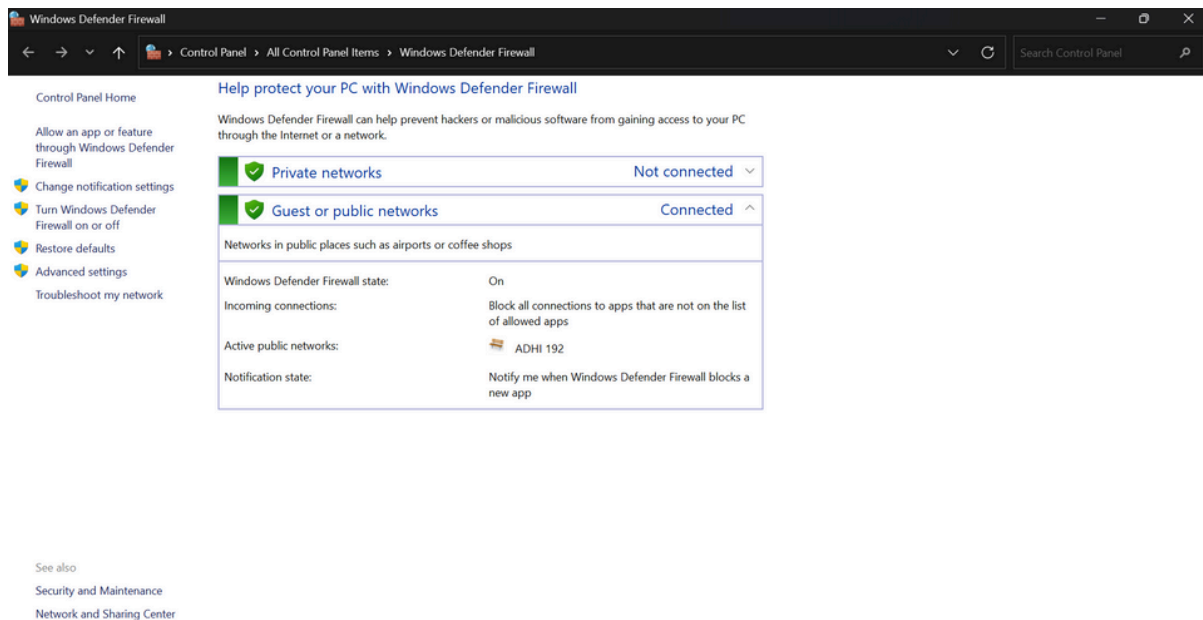 Windows Defender Firewall
Control Panel › All Control Panel Items › Windows Defender Firewall
Search Control Panel
Control Panel Home
Allow an app or feature
through Windows Defender
Firewall
Change notification settings
Turn Windows Defender
Firewall on or off
Restore defaults
Advanced settings
Troubleshoot my network
Help protect your PC with Windows Defender Firewall
Windows Defender Firewall can help prevent hackers or malicious software from gaining access to your PC
through the Internet or a network.
Private networks Not connected
Guest or public networks Connected
Networks in public places such as airports or coffee shops
Windows Defender Firewall state: On
Incoming connections: Block all connections to apps that are not on the list
of allowed apps
Active public networks: ADHI 192
Notification state: Notify me when Windows Defender Firewall blocks a
new app
See also
Security and Maintenance
Network and Sharing Center